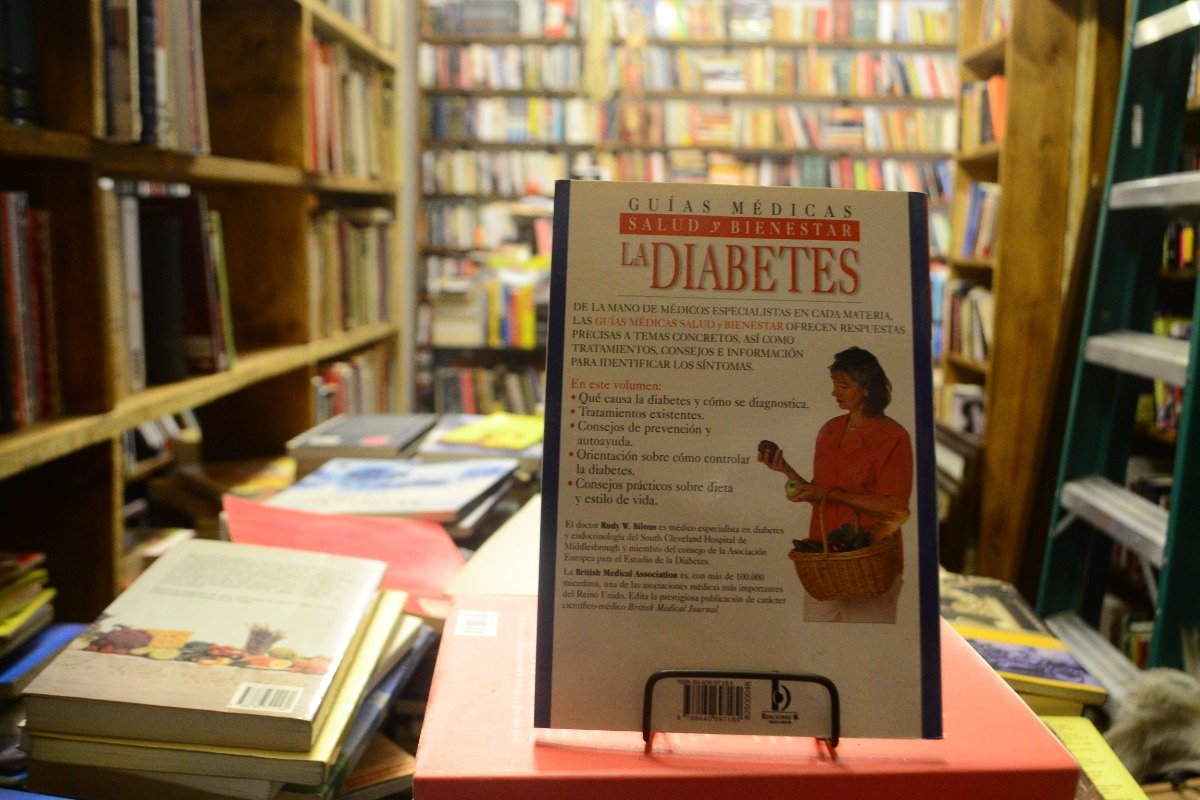 GUÍAS MÉDICAS
SALUD y BIENESTAR
LA DIABETES
DE LA MANO DE MÉDICOS ESPECIALISTAS EN CADA MATERIA,
LAS GUÍAS MÉDICAS SALUD y BIENESTAR OFRECEN RESPUESTAS
PRECISAS A TEMAS CONCRETOS, ASÍ COMO
TRATAMIENTOS, CONSEJOS E INFORMACIÓN
PARA IDENTIFICAR LOS SÍNTOMAS.
En este volumen:
• Qué causa la diabetes y cómo se diagnostica.
• Tratamientos existentes.
• Consejos de prevención y
autoayuda.
• Orientación sobre cómo controlar
la diabetes.
• Consejos prácticos sobre dieta
y estilo de vida.
El doctor Rudy W. Bilous es médico especialista en diabetes
y endocrinología del South Cleveland Hospital de
Middlesbrough y miembro del consejo de la Asociación
Europea para el Estudio de la Diabetes.
La British Medical Association es, con más de 100.000
miembros, una de las asociaciones médicas más importantes
del Reino Unido. Edita la prestigiosa publicación de carácter
científico-médico British Medical Journal.
EDICIONES B